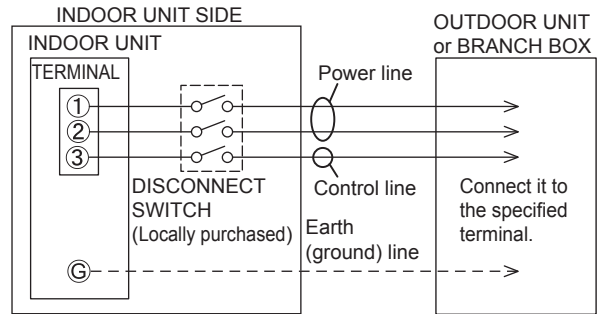 INDOOR UNIT SIDE
INDOOR UNIT
TERMINAL
1
2
3
G
DISCONNECT
SWITCH
(Locally purchased)
Power line
Control line
Earth
(ground) line
OUTDOOR UNIT
or BRANCH BOX
Connect it to
the specified
terminal.